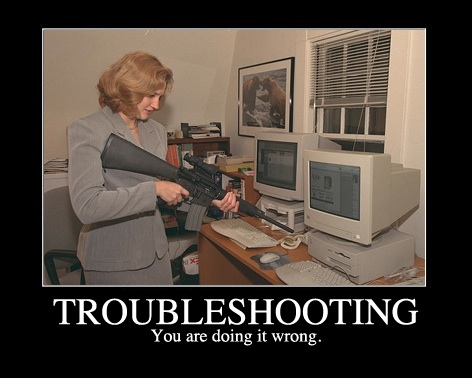 TROUBLESHOOTING
You are doing it wrong.